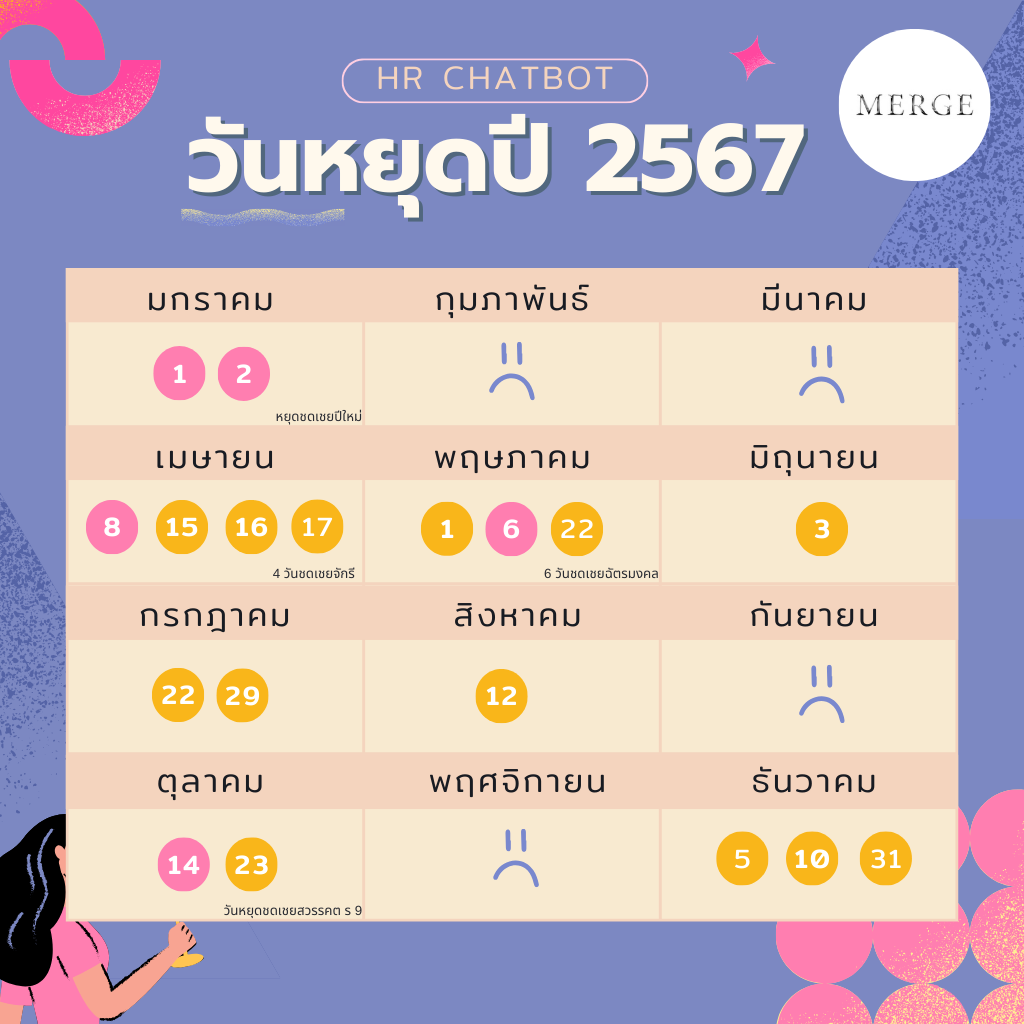 HR CHATBOT
MERGE
วันหยุดปี 2567
มกราคม กุมภาพันธ์ มีนาคม
1 2
หยุดชดเชยปีใหม่
เมษายน พฤษภาคม มิถุนายน
8 15 16 17 1 6 22 3
4 วันชดเชยจักรี 6 วันชดเชยฉัตรมงคล
กรกฎาคม สิงหาคม กันยายน
22 29 12
ตุลาคม พฤศจิกายน ธันวาคม
14 23 5 10 31
วันหยุดชดเชยสวรรคต ร 9